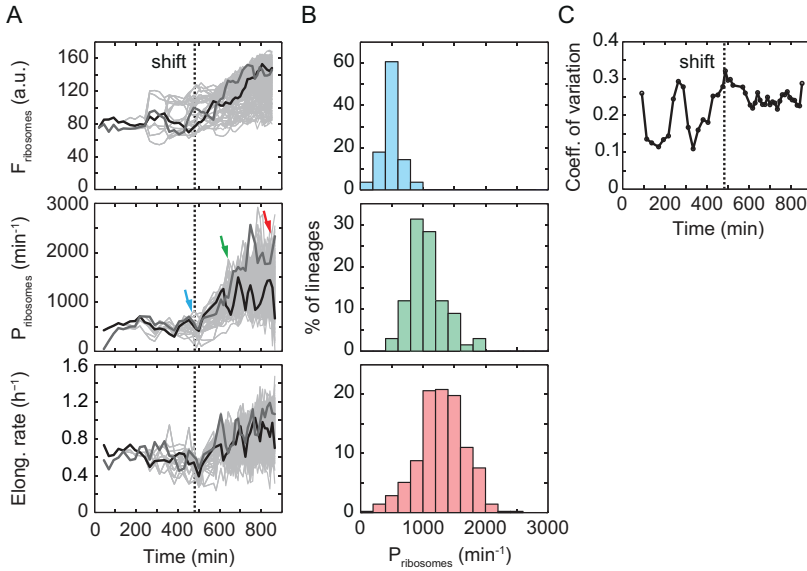 A
B
C
shift
F ribosomes (a.u.)
160
120
80
40
0
P ribosomes (min⁻¹)
3000
2000
1000
0
Elong. rate (h⁻¹)
1.6
1.2
0.8
0.4
0
0 200 400 600 800
Time (min)
60
40
20
0
% of lineages
30
20
10
0
20
10
0
0 1000 2000 3000
P ribosomes (min⁻¹)
shift
Coeff. of variation
0.4
0.3
0.2
0.1
0
0 200 400 600 800
Time (min)